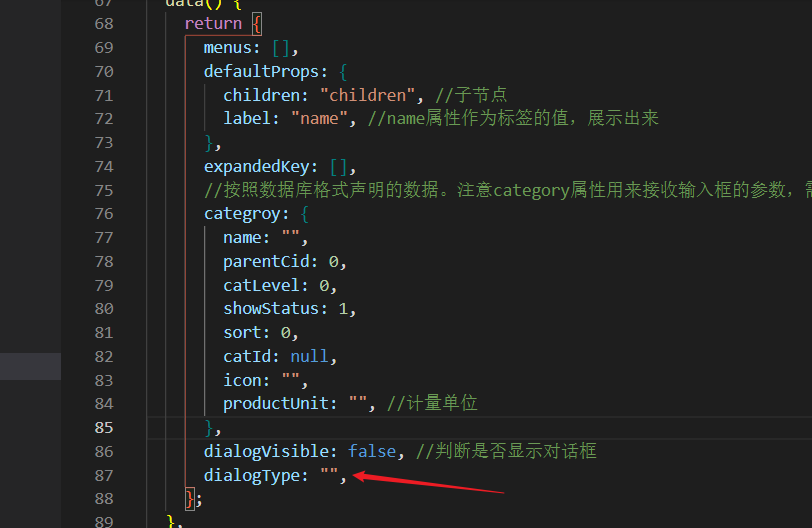 67 data() {
68 return {
69 menus: [],
70 defaultProps: {
71 children: "children", //子节点
72 label: "name", //name属性作为标签的值，展示出来
73 },
74 expandedKey: [],
75 //按照数据库格式声明的数据。注意category属性用来接收输入框的参数，需
76 categroy: {
77 name: "",
78 parentCid: 0,
79 catLevel: 0,
80 showStatus: 1,
81 sort: 0,
82 catId: null,
83 icon: "",
84 productUnit: "", //计量单位
85 },
86 dialogVisible: false, //判断是否显示对话框
87 dialogType: "",
88 };
89 },